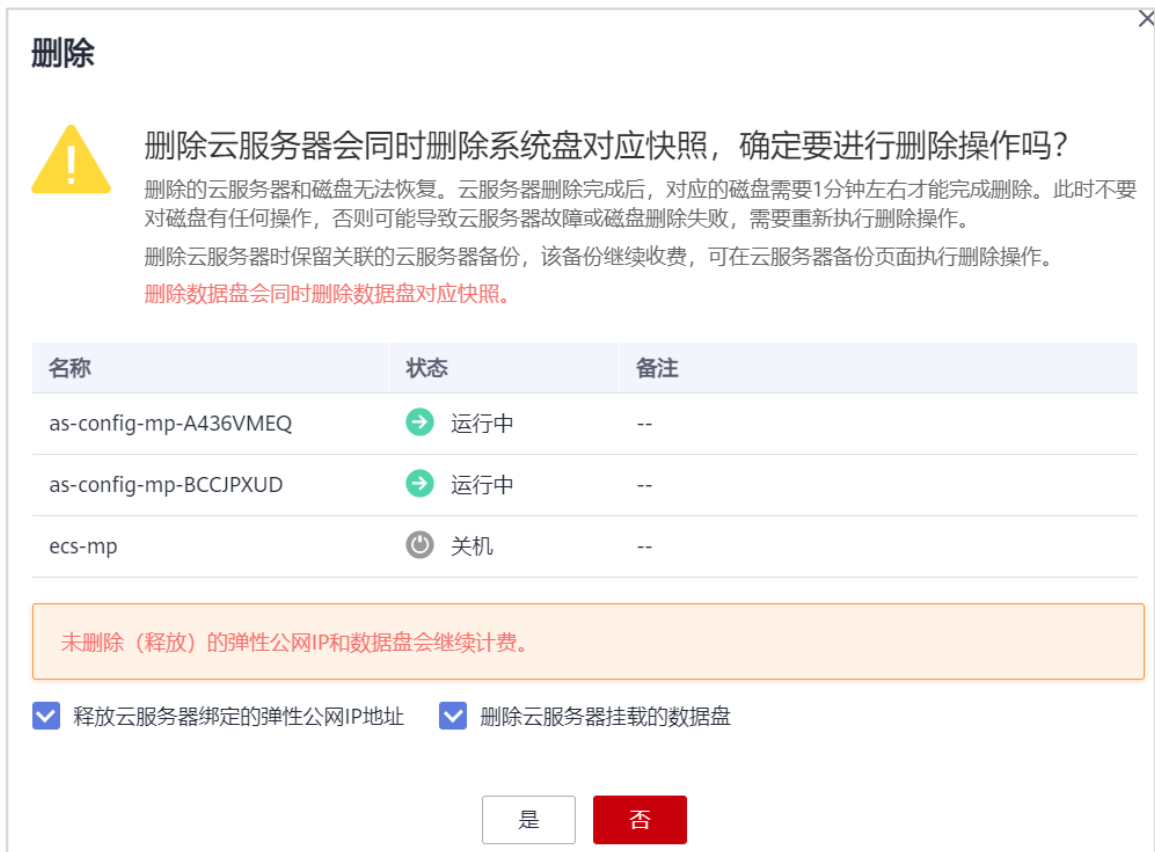 删除
删除云服务器会同时删除系统盘对应快照，确定要进行删除操作吗？
删除的云服务器和磁盘无法恢复。云服务器删除完成后，对应的磁盘需要1分钟左右才能完成删除。此时不要
对磁盘有任何操作，否则可能导致云服务器故障或磁盘删除失败，需要重新执行删除操作。
删除云服务器时保留关联的云服务器备份，该备份继续收费，可在云服务器备份页面执行删除操作。
删除数据盘会同时删除数据盘对应快照。
名称 状态 备注
as-config-mp-A436VMEQ 运行中 --
as-config-mp-BCCJPXUD 运行中 --
ecs-mp 关机 --
未删除（释放）的弹性公网IP和数据盘会继续计费。
释放云服务器绑定的弹性公网IP地址 删除云服务器挂载的数据盘
是 否